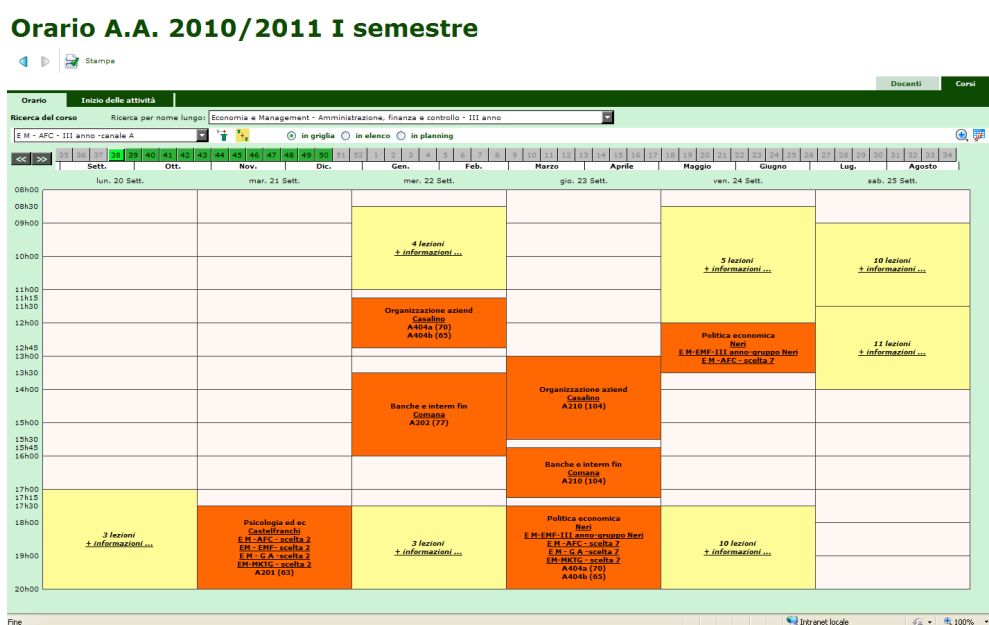 Orario A.A. 2010/2011 I semestre
Stampa
Docenti Corsi
Orario Inizio delle attività
Ricerca del corso Ricerca per nome lungo: Economia e Management - Amministrazione, finanza e controllo - III anno
E M - AFC - III anno -canale A in griglia in elenco in planning
<< >> 35 36 37 38 39 40 41 42 43 44 45 46 47 48 49 50 51 52 1 2 3 4 5 6 7 8 9 10 11 12 13 14 15 16 17 18 19 20 21 22 23 24 25 26 27 28 29 30 31 32 33 34
Sett. Ott. Nov. Dic. Gen. Feb. Marzo Aprile Maggio Giugno Lug. Agosto
lun. 20 Sett. mar. 21 Sett. mer. 22 Sett. gio. 23 Sett. ven. 24 Sett. sab. 25 Sett.
08h00
08h30
09h00
10h00
11h00
11h15
11h30
12h00
12h45
13h00
13h30
14h00
15h00
15h30
15h45
16h00
17h00
17h15
17h30
18h00
19h00
20h00
3 lezioni
+ informazioni ...
Psicologia ed ec
Castelfranchi
E M -AFC - scelta 2
EM - EMF- scelta 2
E M - G A -scelta 2
EM-MKTG - scelta 2
A201 (63)
4 lezioni
+ informazioni ...
Organizzazione aziend
Casalino
A404a (70)
A404b (65)
Banche e interm fin
Comana
A202 (77)
3 lezioni
+ informazioni ...
Organizzazione aziend
Casalino
A210 (104)
Banche e interm fin
Comana
A210 (104)
Politica economica
Neri
E M-EMF-III anno-gruppo Neri
E M -AFC - scelta 7
E M - G A -scelta 7
EM-MKTG - scelta 7
A404a (70)
A404b (65)
5 lezioni
+ informazioni ...
Politica economica
Neri
E M-EMF-III anno-gruppo Neri
E M -AFC - scelta 7
10 lezioni
+ informazioni ...
10 lezioni
+ informazioni ...
11 lezioni
+ informazioni ...
Fine Intranet locale 100%